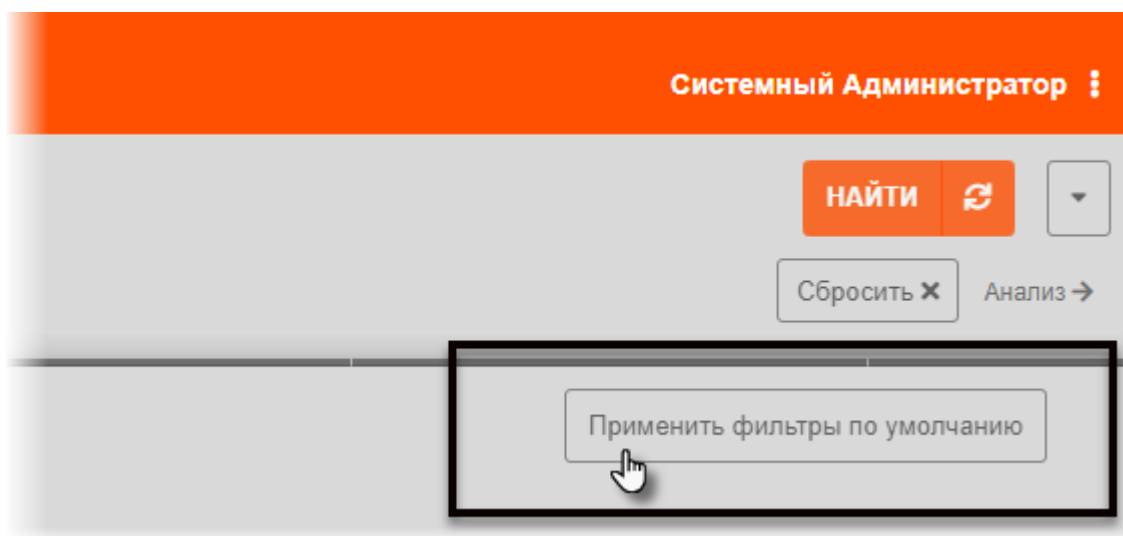 Системный Администратор
НАЙТИ
Сбросить
Анализ
Применить фильтры по умолчанию